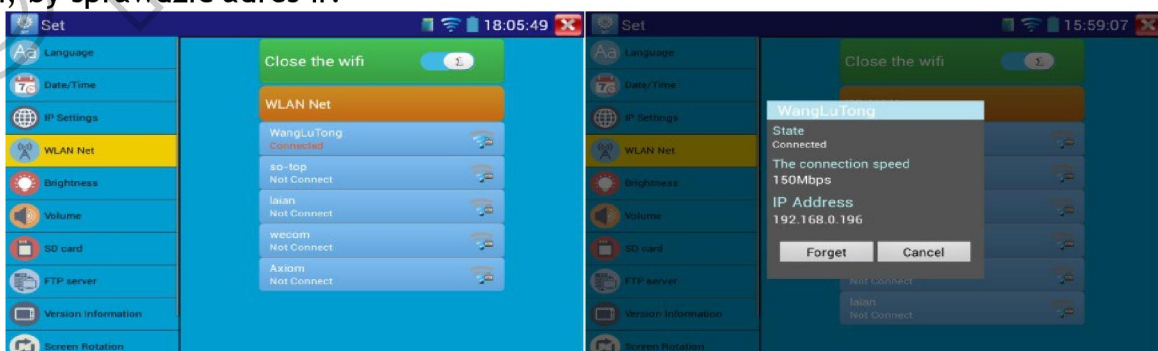 by sprawdzić adres IP.
Set
18:05:49
Language
Date/Time
IP Settings
WLAN Net
Brightness
Volume
SD card
FTP server
Version Information
Screen Rotation
Close the wifi
WLAN Net
WangLuTong
Connected
so-top
Not Connect
laian
Not Connect
wecom
Not Connect
Axiom
Not Connect
Set
15:59:07
Language
Date/Time
IP Settings
WLAN Net
Brightness
Volume
SD card
FTP server
Version Information
Screen Rotation
Close the wifi
WangLuTong
State
Connected
The connection speed
150Mbps
IP Address
192.168.0.196
Forget
Cancel
Not Connect
laian
Not Connect